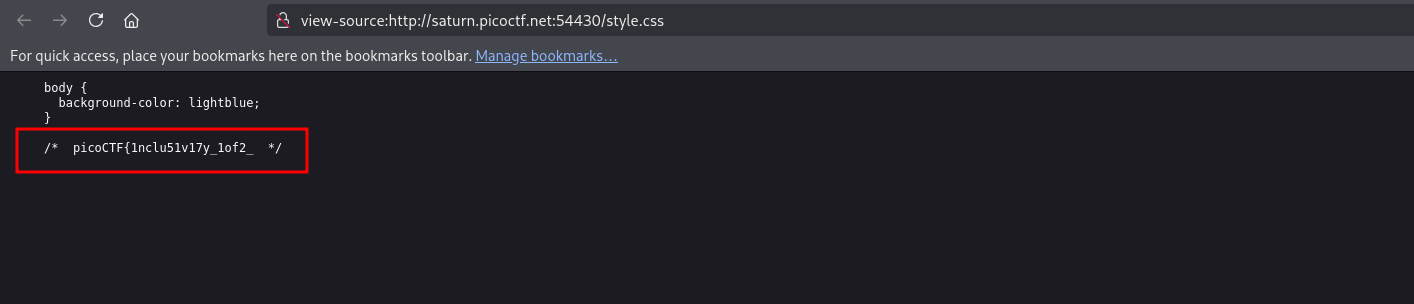 view-source:http://saturn.picoctf.net:54430/style.css
For quick access, place your bookmarks here on the bookmarks toolbar. Manage bookmarks…
body {
  background-color: lightblue;
}
/*  picoCTF{1nclu51v17y_1of2_  */